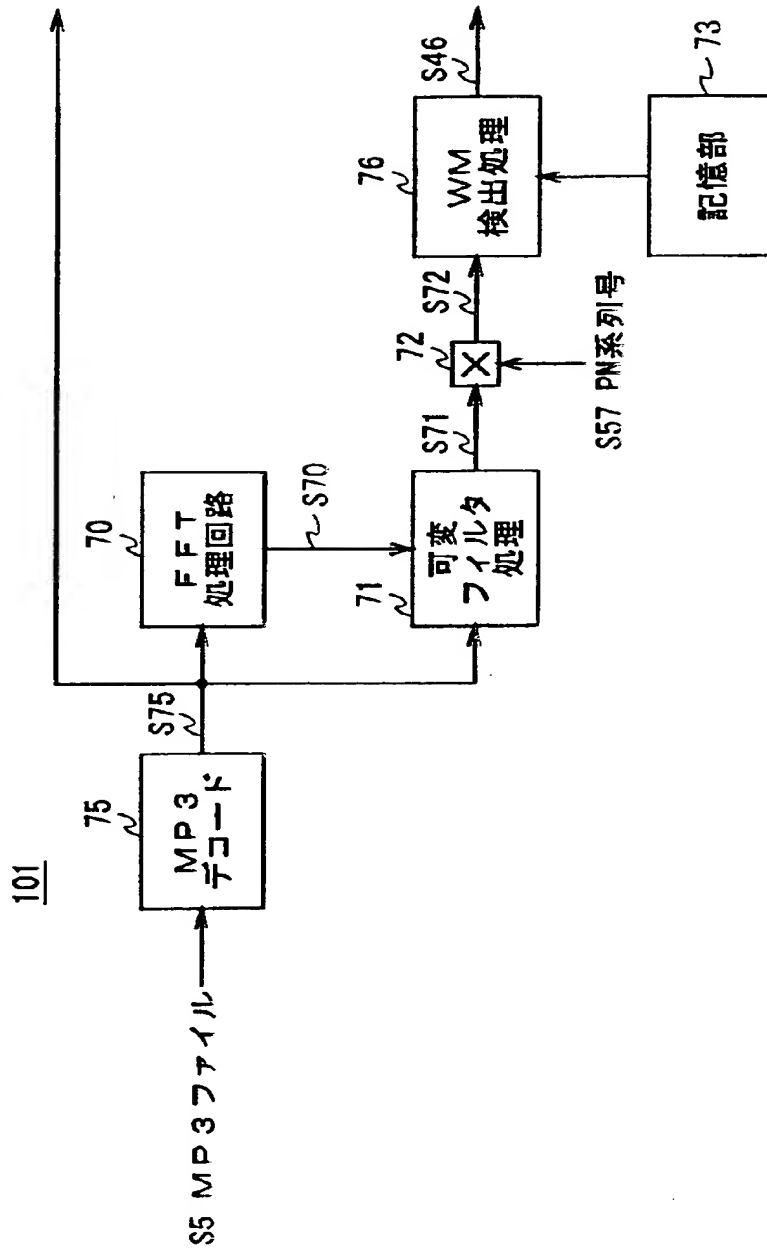 101
S5 MP3ファイル
75
MP3
デコード
S75
70
FFT
処理回路
S70
71
可変
フィルタ
処理
S71
72
X
S57 PN系列号
S72
76
WM
検出処理
S46
73
記憶部